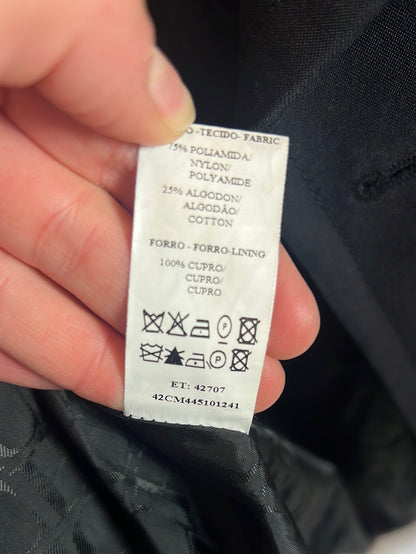 O -TECIDO- FABRIC
75% POLIAMIDA/
NYLON/
POLYAMIDE
25% ALGODON/
ALGODÃO/
COTTON
FORRO - FORRO-LINING
100% CUPRO/
CUPRO/
CUPRO
P
P
ET: 42707
42CM445101241